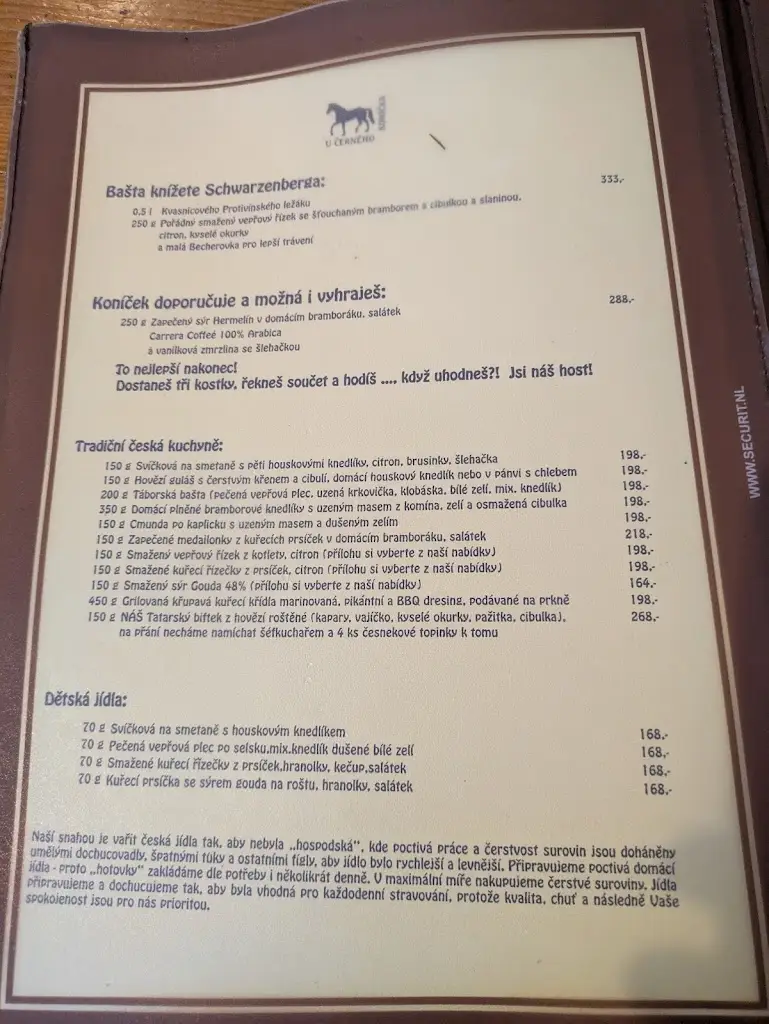 U ČERNÉHO KONÍČKA
Bašta knížete Schwarzenberga: 333,-
0,5 l Kvasnicového Protivínského ležáku
250 g Pořádný smažený vepřový řízek se šťouchaným bramborem s cibulkou a slaninou,
citron, kyselé okurky
a malá Becherovka pro lepší trávení
Koníček doporučuje a možná i vyhraješ: 288,-
250 g Zapečený sýr Hermelín v domácím bramboráku, salátek
Carrera Coffeé 100% Arabica
a vanilková zmrzlina se šlehačkou
To nejlepší nakonec!
Dostaneš tři kostky, řekneš součet a hodíš .... když uhodneš?! Jsi náš host!
Tradiční česká kuchyně:
150 g Svíčková na smetaně s pěti houskovými knedlíky, citron, brusinky, šlehačka 198,-
150 g Hovězí guláš s čerstvým křenem a cibulí, domácí houskový knedlík nebo v pánvi s chlebem 198,-
200 g Táborská bašta (pečená vepřová plec, uzená krkovička, klobáska, bílé zelí, mix. knedlík) 198,-
350 g Domácí plněné bramborové knedlíky s uzeným masem z komína, zelí a osmažená cibulka 198,-
150 g Cmunda po kaplicku s uzeným masem a dušeným zelím 198,-
150 g Zapečené medailonky z kuřecích prsíček v domácím bramboráku, salátek 218,-
150 g Smažený vepřový řízek z kotlety, citron (přílohu si vyberte z naší nabídky) 198,-
150 g Smažené kuřecí řízečky z prsíček, citron (přílohu si vyberte z naší nabídky) 198,-
150 g Smažený sýr Gouda 48% (přílohu si vyberte z naší nabídky) 164,-
450 g Grilovaná křupavá kuřecí křídla marinovaná, pikantní a BBQ dresing, podávané na prkně 198,-
150 g NÁŠ Tatarský biftek z hovězí roštěné (kapary, vajíčko, kyselé okurky, pažitka, cibulka), 268,-
na přání necháme namíchat šéfkuchařem a 4 ks česnekové topinky k tomu
Dětská jídla:
70 g Svíčková na smetaně s houskovým knedlíkem 168,-
70 g Pečená vepřová plec po selsku,mix.knedlík dušené bílé zelí 168,-
70 g Smažené kuřecí řízečky z prsíček,hranolky, kečup,salátek 168,-
70 g Kuřecí prsíčka se sýrem gouda na roštu, hranolky, salátek 168,-
Naší snahou je vařit česká jídla tak, aby nebyla „hospodská“, kde poctivá práce a čerstvost surovin jsou doháněny
umělými dochucovadly, špatnými tuky a ostatními fígly, aby jídlo bylo rychlejší a levnější. Připravujeme poctivá domácí
jídla - proto „hotovky“ zakládáme dle potřeby i několikrát denně. U maximální míře nakupujeme čerstvé suroviny. Jídla
připravujeme a dochucujeme tak, aby byla vhodná pro každodenní stravování, protože kvalita, chuť a následně Vaše
spokojenost jsou pro nás prioritou.
WWW.SECURIT.NL